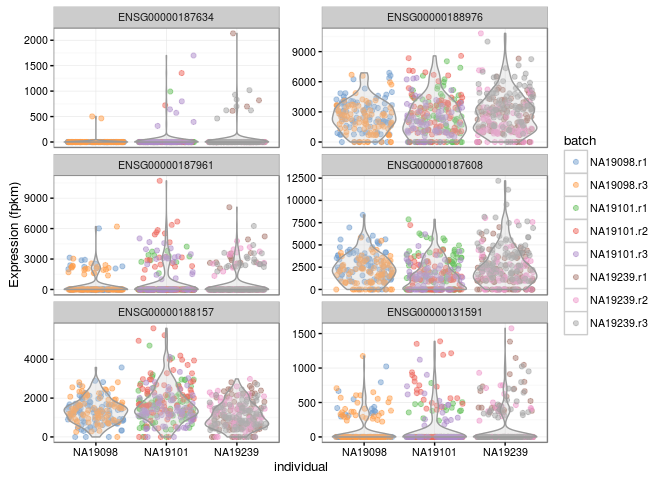 ENSG00000187634
ENSG00000188976
2000
1500
1000
500
0
9000
6000
3000
0
ENSG00000187961
ENSG00000187608
9000
6000
3000
0
12500
10000
7500
5000
2500
0
ENSG00000188157
ENSG00000131591
4000
2000
0
1500
1000
500
0
NA19098 NA19101 NA19239
NA19098 NA19101 NA19239
individual
Expression (fpkm)
batch
NA19098.r1
NA19098.r3
NA19101.r1
NA19101.r2
NA19101.r3
NA19239.r1
NA19239.r2
NA19239.r3